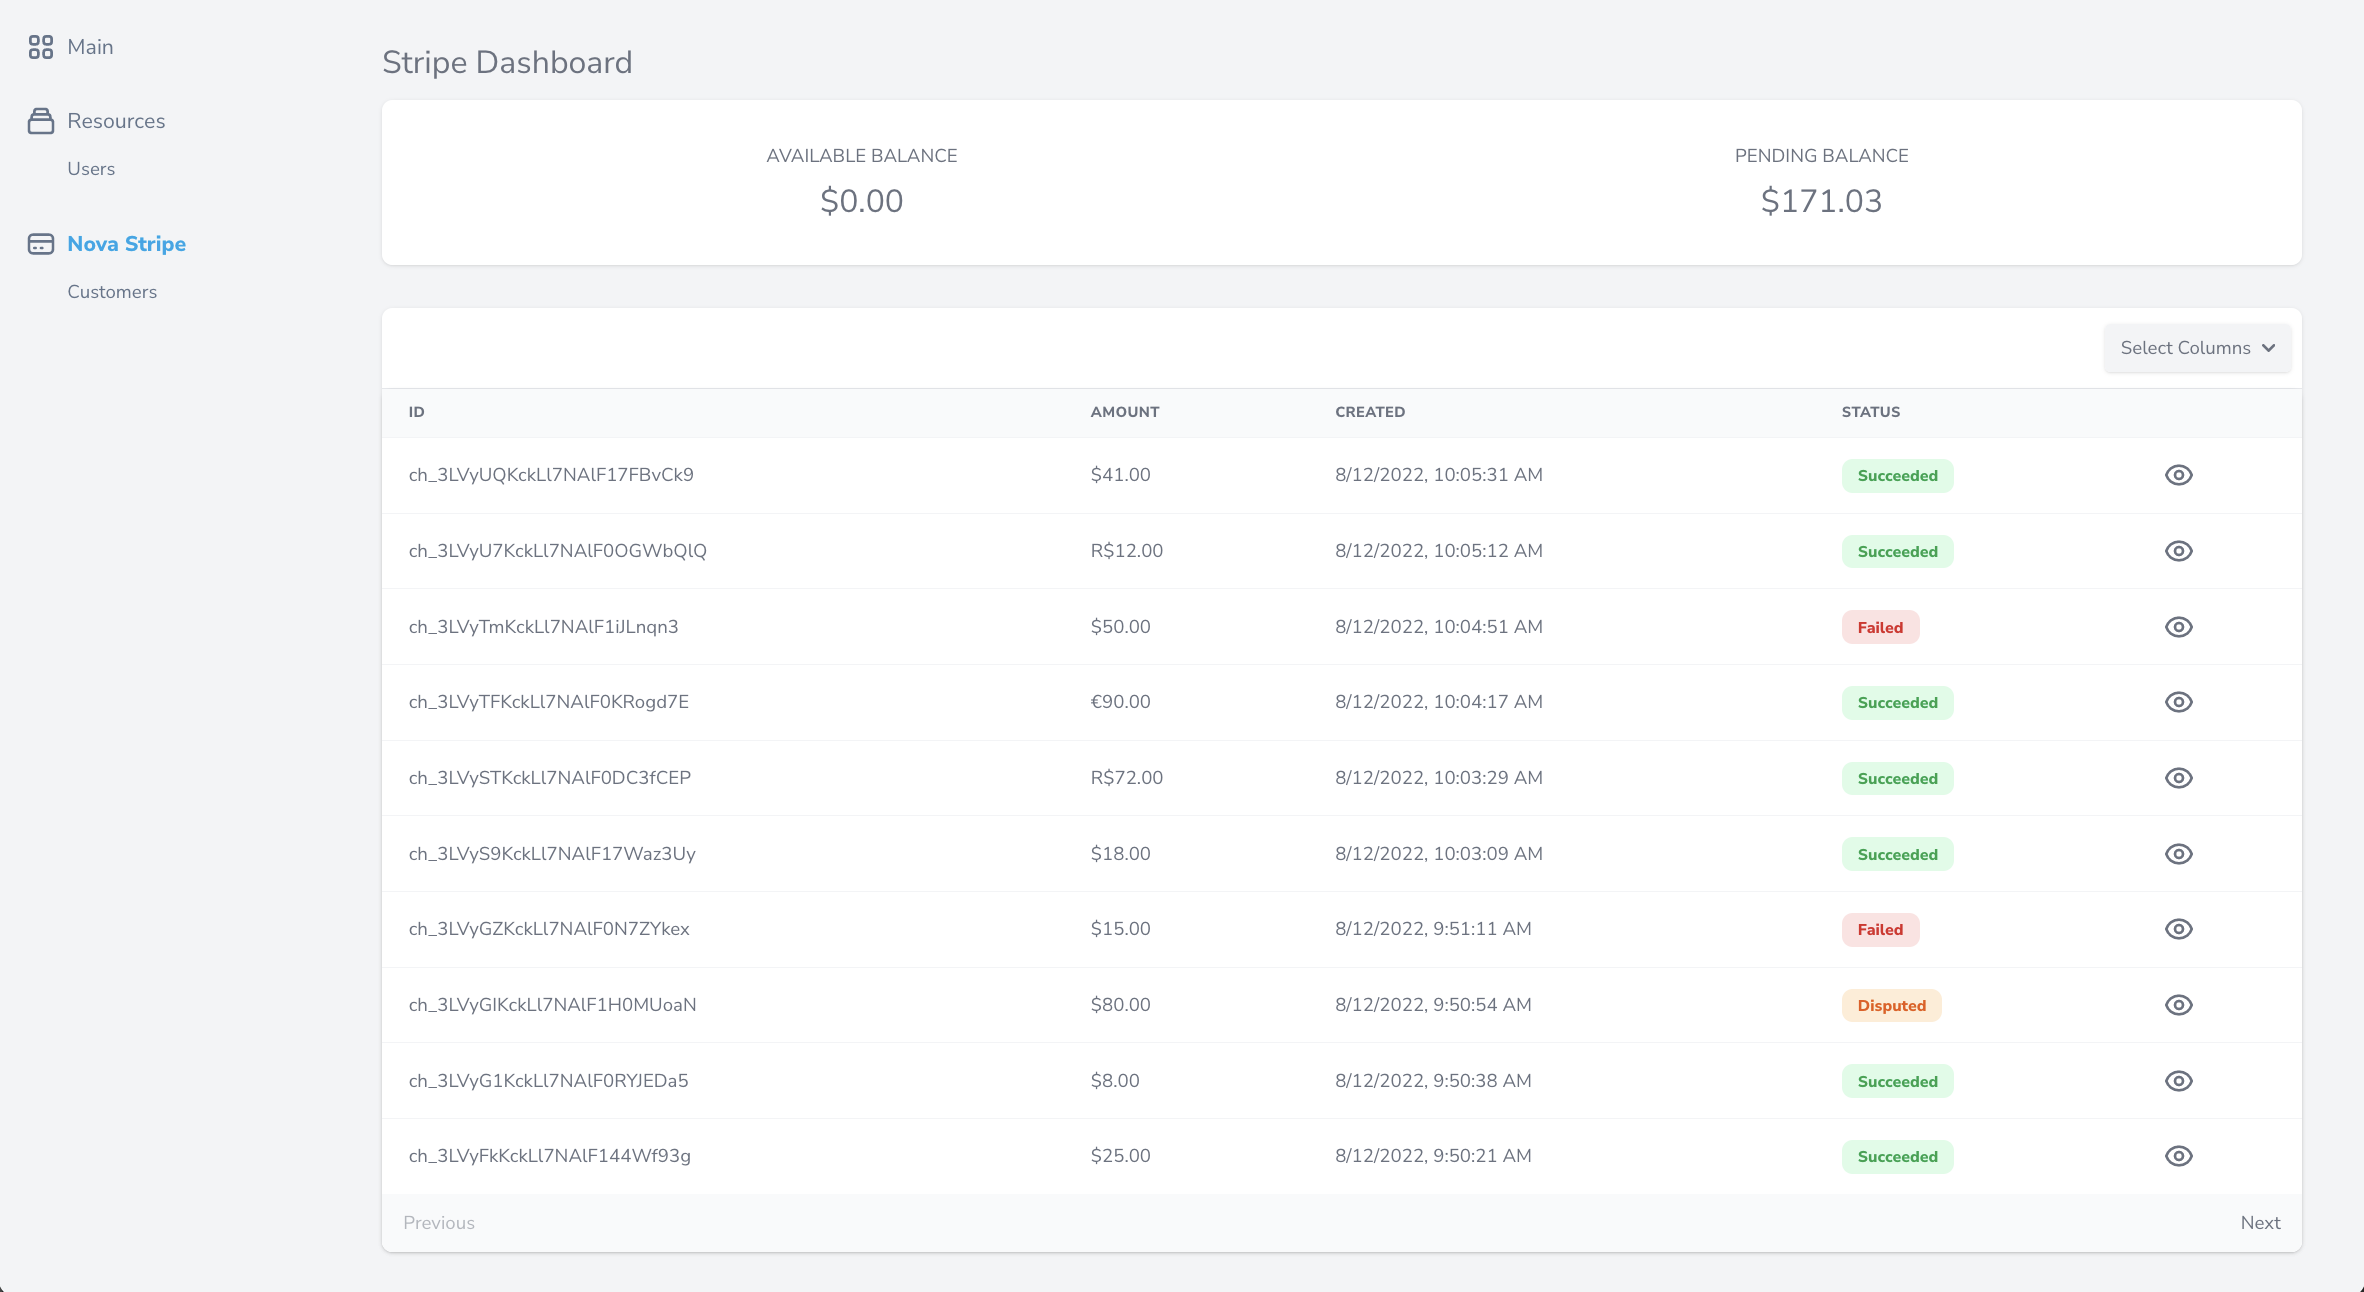 Main
Resources
Users
Nova Stripe
Customers
Stripe Dashboard
AVAILABLE BALANCE
$0.00
PENDING BALANCE
$171.03
Select Columns
ID AMOUNT CREATED STATUS
ch_3LVyUQKckLl7NAlF17FBvCk9 $41.00 8/12/2022, 10:05:31 AM Succeeded
ch_3LVyU7KckLl7NAlF0OGWbQlQ R$12.00 8/12/2022, 10:05:12 AM Succeeded
ch_3LVyTmKckLl7NAlF1iJLnqn3 $50.00 8/12/2022, 10:04:51 AM Failed
ch_3LVyTFKckLl7NAlF0KRogd7E €90.00 8/12/2022, 10:04:17 AM Succeeded
ch_3LVySTKckLl7NAlF0DC3fCEP R$72.00 8/12/2022, 10:03:29 AM Succeeded
ch_3LVyS9KckLl7NAlF17Waz3Uy $18.00 8/12/2022, 10:03:09 AM Succeeded
ch_3LVyGZKckLl7NAlF0N7ZYkex $15.00 8/12/2022, 9:51:11 AM Failed
ch_3LVyGIKckLl7NAlF1H0MUoaN $80.00 8/12/2022, 9:50:54 AM Disputed
ch_3LVyG1KckLl7NAlF0RYJEDa5 $8.00 8/12/2022, 9:50:38 AM Succeeded
ch_3LVyFkKckLl7NAlF144Wf93g $25.00 8/12/2022, 9:50:21 AM Succeeded
Previous
Next